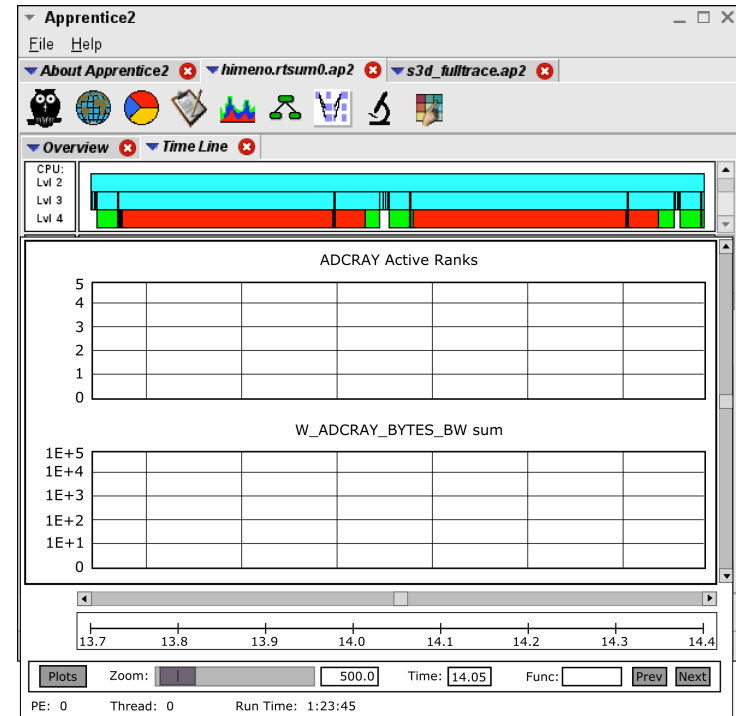 Apprentice2
File Help
About Apprentice2 himeno.rtsum0.ap2 s3d_fulltrace.ap2
Overview Time Line
CPU:
Lvl 2
Lvl 3
Lvl 4
ADCRAY Active Ranks
5
4
3
2
1
0
W_ADCRAY_BYTES_BW sum
1E+5
1E+4
1E+3
1E+2
1E+1
0
13.7 13.8 13.9 14.0 14.1 14.2 14.3 14.4
Plots Zoom: 500.0 Time: 14.05 Func: Prev Next
PE: 0 Thread: 0 Run Time: 1:23:45